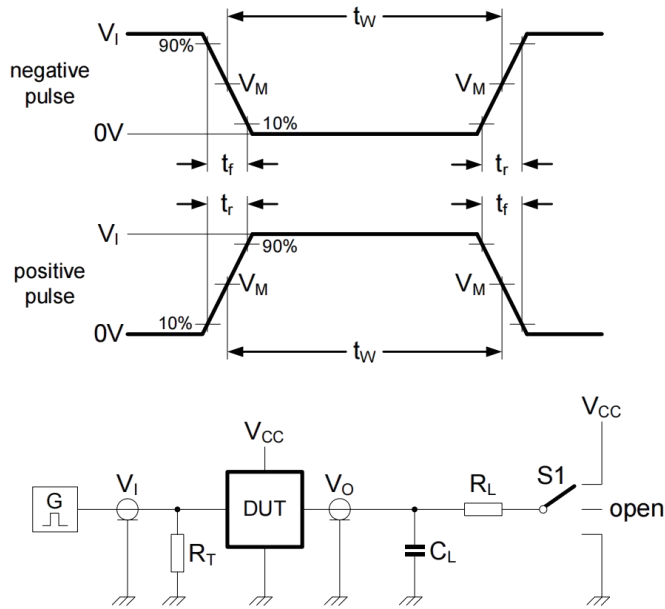 V_I
t_W
90%
negative
pulse
V_M
V_M
0V
10%
t_f
t_r
t_r
t_f
V_I
90%
positive
pulse
V_M
V_M
0V
10%
t_W
V_CC
V_CC
G
V_I
DUT
V_O
R_L
S1
open
R_T
C_L